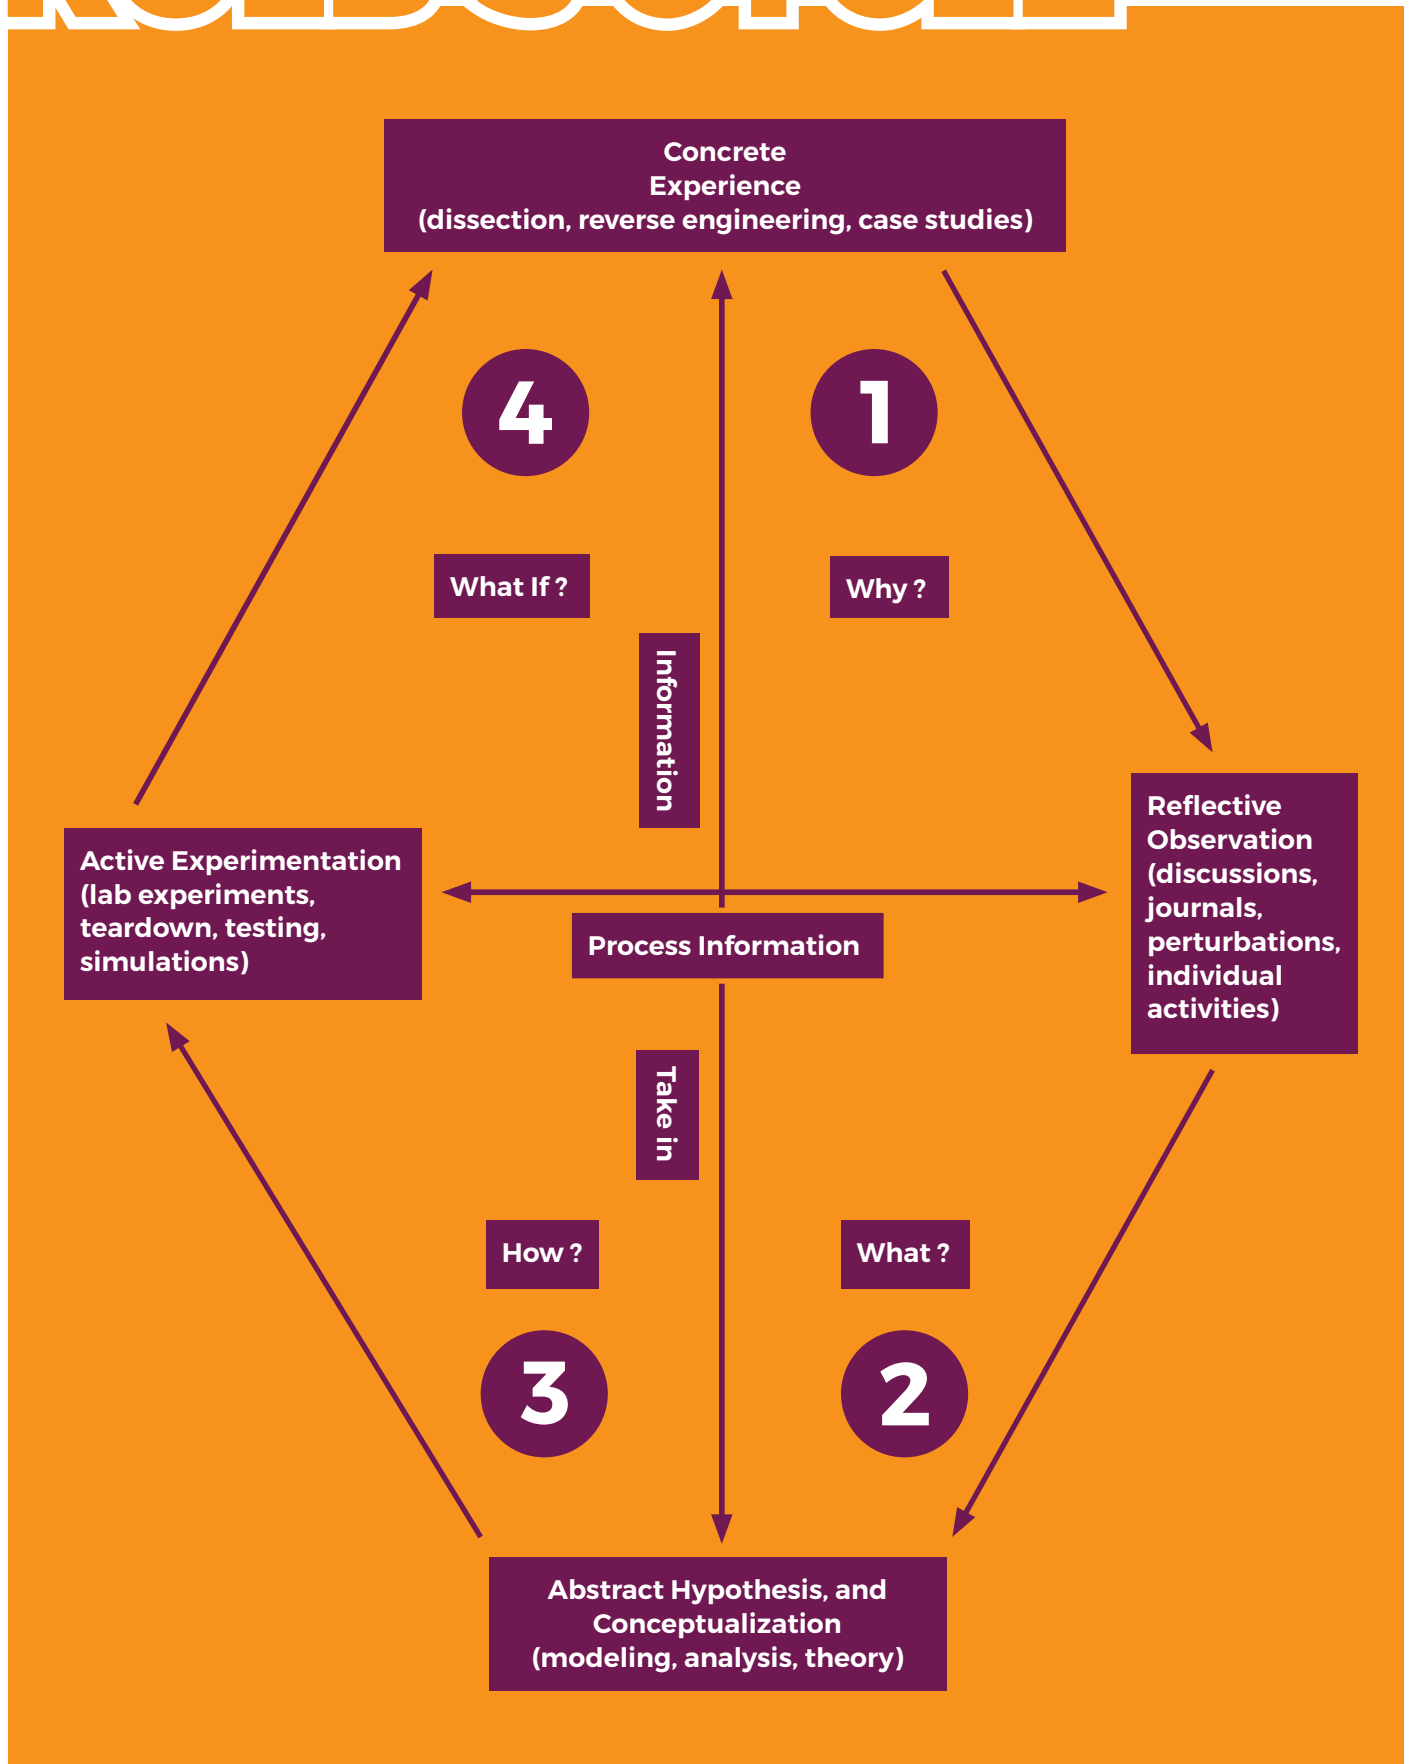 Concrete
Experience
(dissection, reverse engineering, case studies)
4
1
What If ?
Why ?
Information
Active Experimentation
(lab experiments,
teardown, testing,
simulations)
Reflective
Observation
(discussions,
journals,
perturbations,
individual
activities)
Process Information
Take in
How ?
What ?
3
2
Abstract Hypothesis, and
Conceptualization
(modeling, analysis, theory)